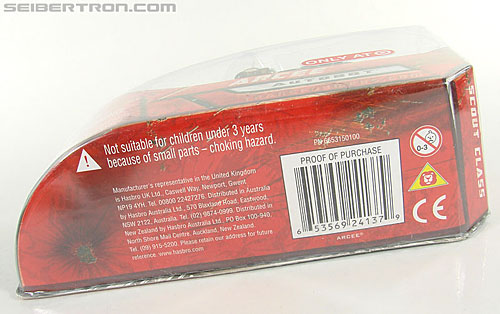 SEIBERTRON.COM
ONLY AT
AUTOBOT
SCOUT CLASS
Not suitable for children under 3 years
because of small parts – choking hazard.
Manufacturer's representative in the United Kingdom
is Hasbro UK Ltd., Caswell Way, Newport, Gwent
NP19 4YH. Tel. 00800 22427276. Distributed in Australia
by Hasbro Australia Ltd., 570 Blaxland Road, Eastwood,
NSW 2122, Australia. Tel. (02) 9874-0999. Distributed in
New Zealand by Hasbro Australia Ltd., PO Box 100-940,
North Shore Mail Centre, Auckland, New Zealand.
Tel. (09) 915-5200. Please retain our address for future
reference. www.hasbro.com
PN 6653150100
PROOF OF PURCHASE
6 53569 24137 9
ARCEE
0-3
CE